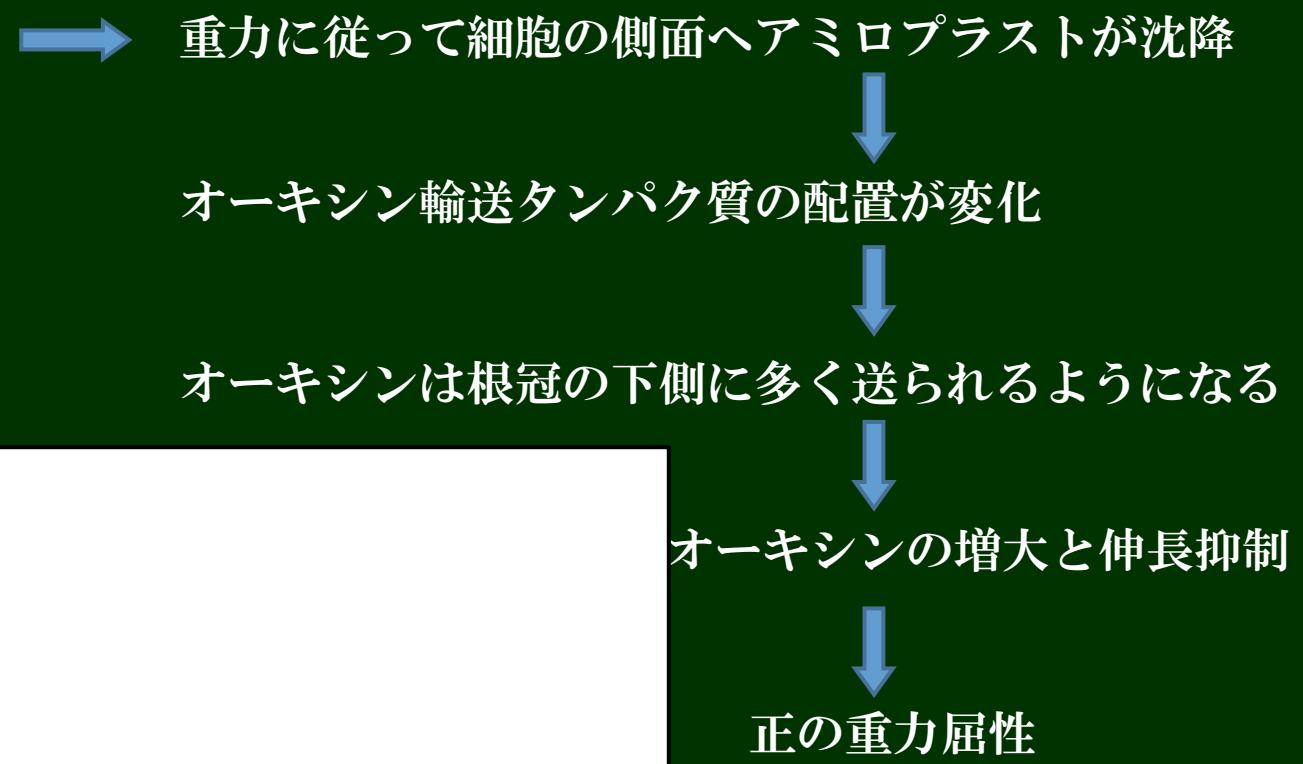 重力に従って細胞の側面へアミロプラストが沈降
オーキシン輸送タンパク質の配置が変化
オーキシンは根冠の下側に多く送られるようになる
オーキシンの増大と伸長抑制
正の重力屈性